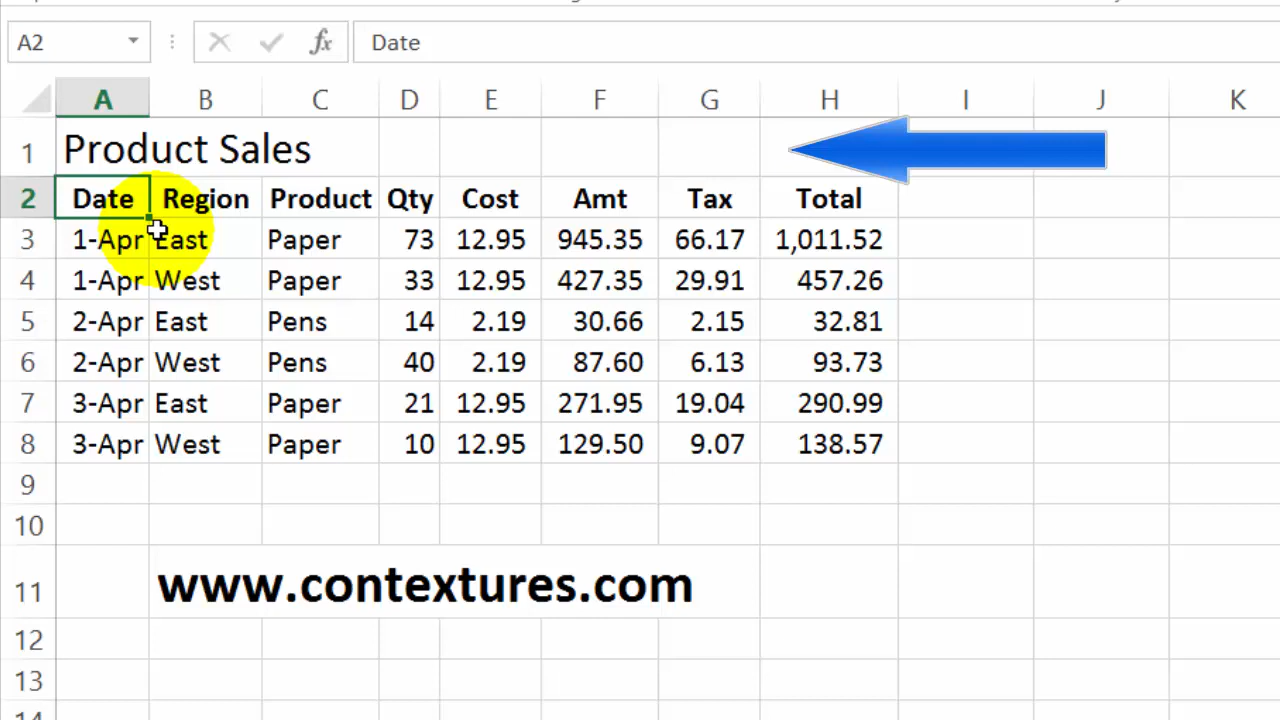 A2 fx Date
A B C D E F G H I J K
1 Product Sales
2 Date Region Product Qty Cost Amt Tax Total
3 1-Apr East Paper 73 12.95 945.35 66.17 1,011.52
4 1-Apr West Paper 33 12.95 427.35 29.91 457.26
5 2-Apr East Pens 14 2.19 30.66 2.15 32.81
6 2-Apr West Pens 40 2.19 87.60 6.13 93.73
7 3-Apr East Paper 21 12.95 271.95 19.04 290.99
8 3-Apr West Paper 10 12.95 129.50 9.07 138.57
9
10
11 www.contextures.com
12
13
14